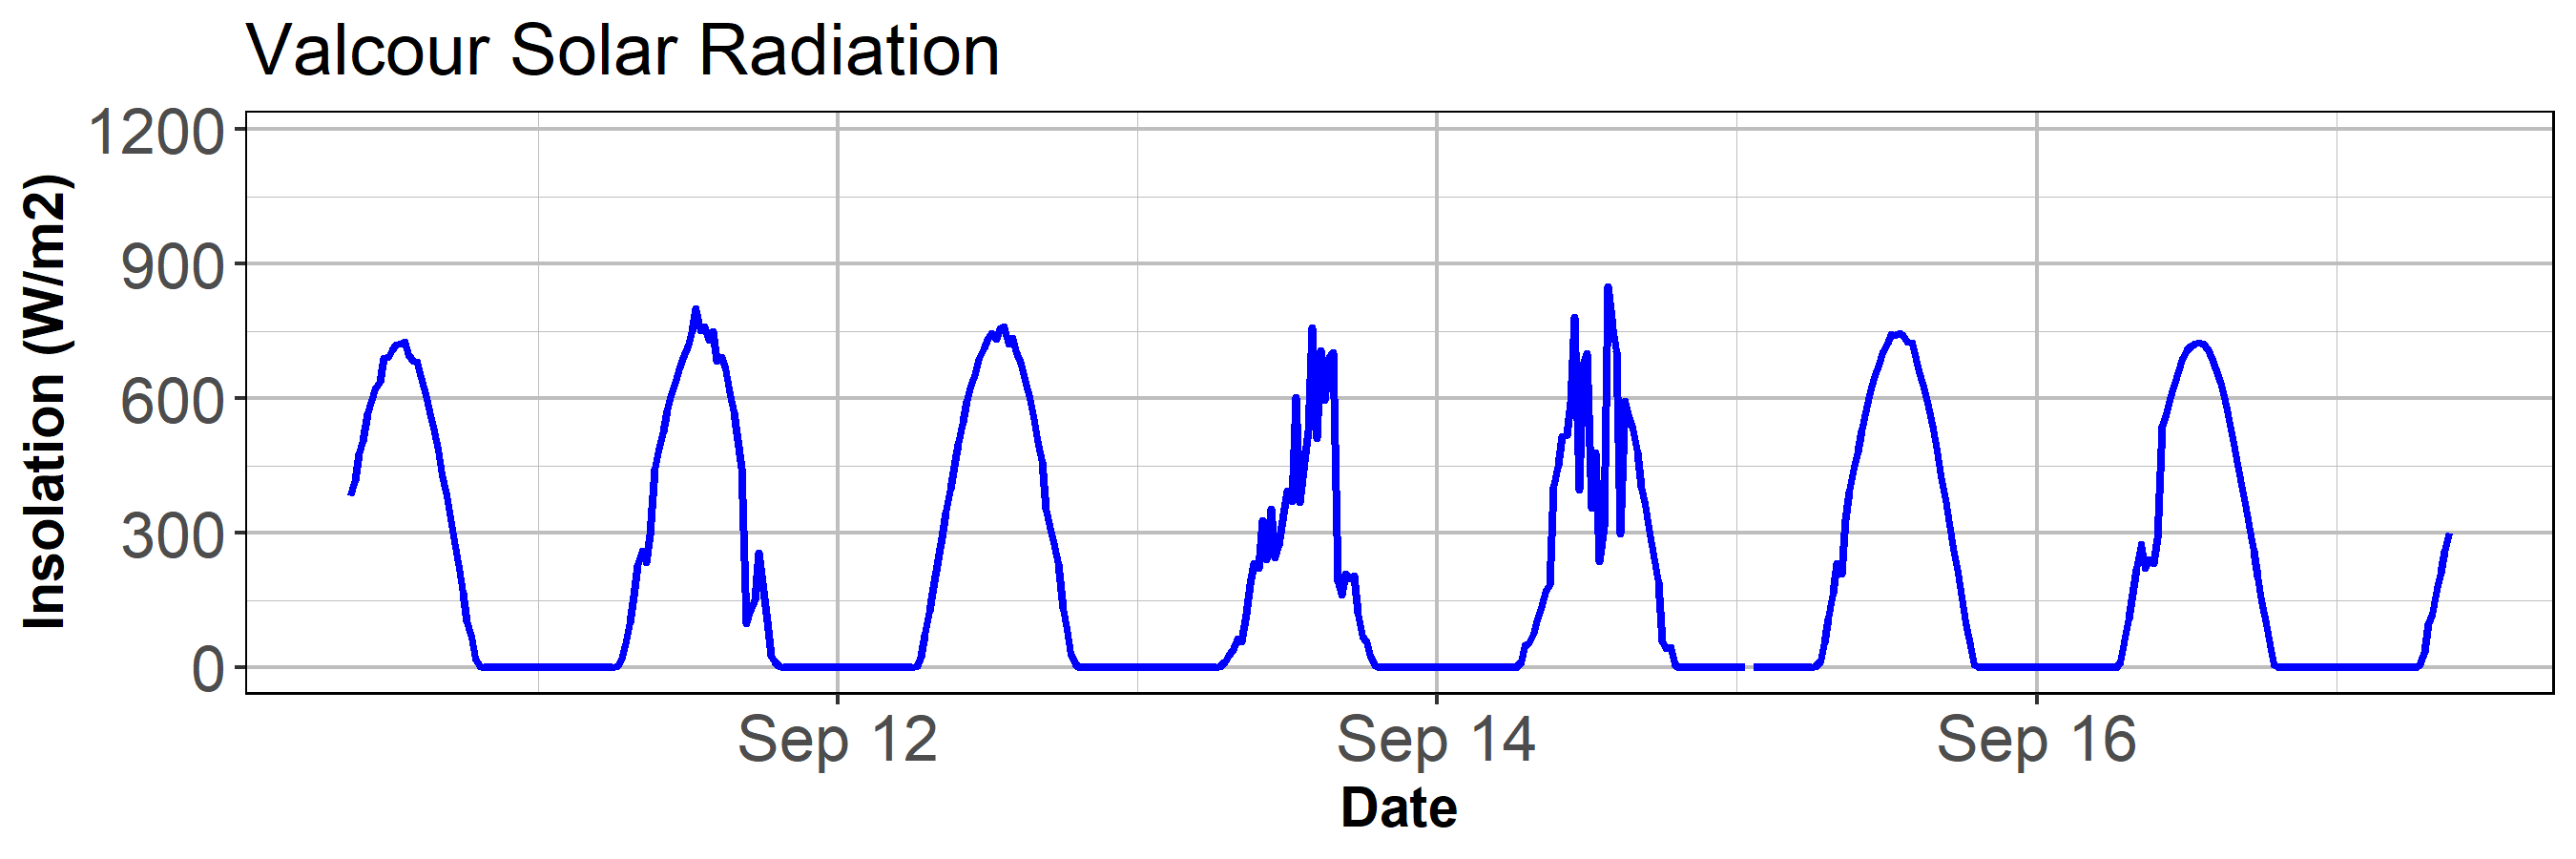 Valcour Solar Radiation
1200
900
600
300
0
Insolation (W/m2)
Sep 12
Sep 14
Sep 16
Date